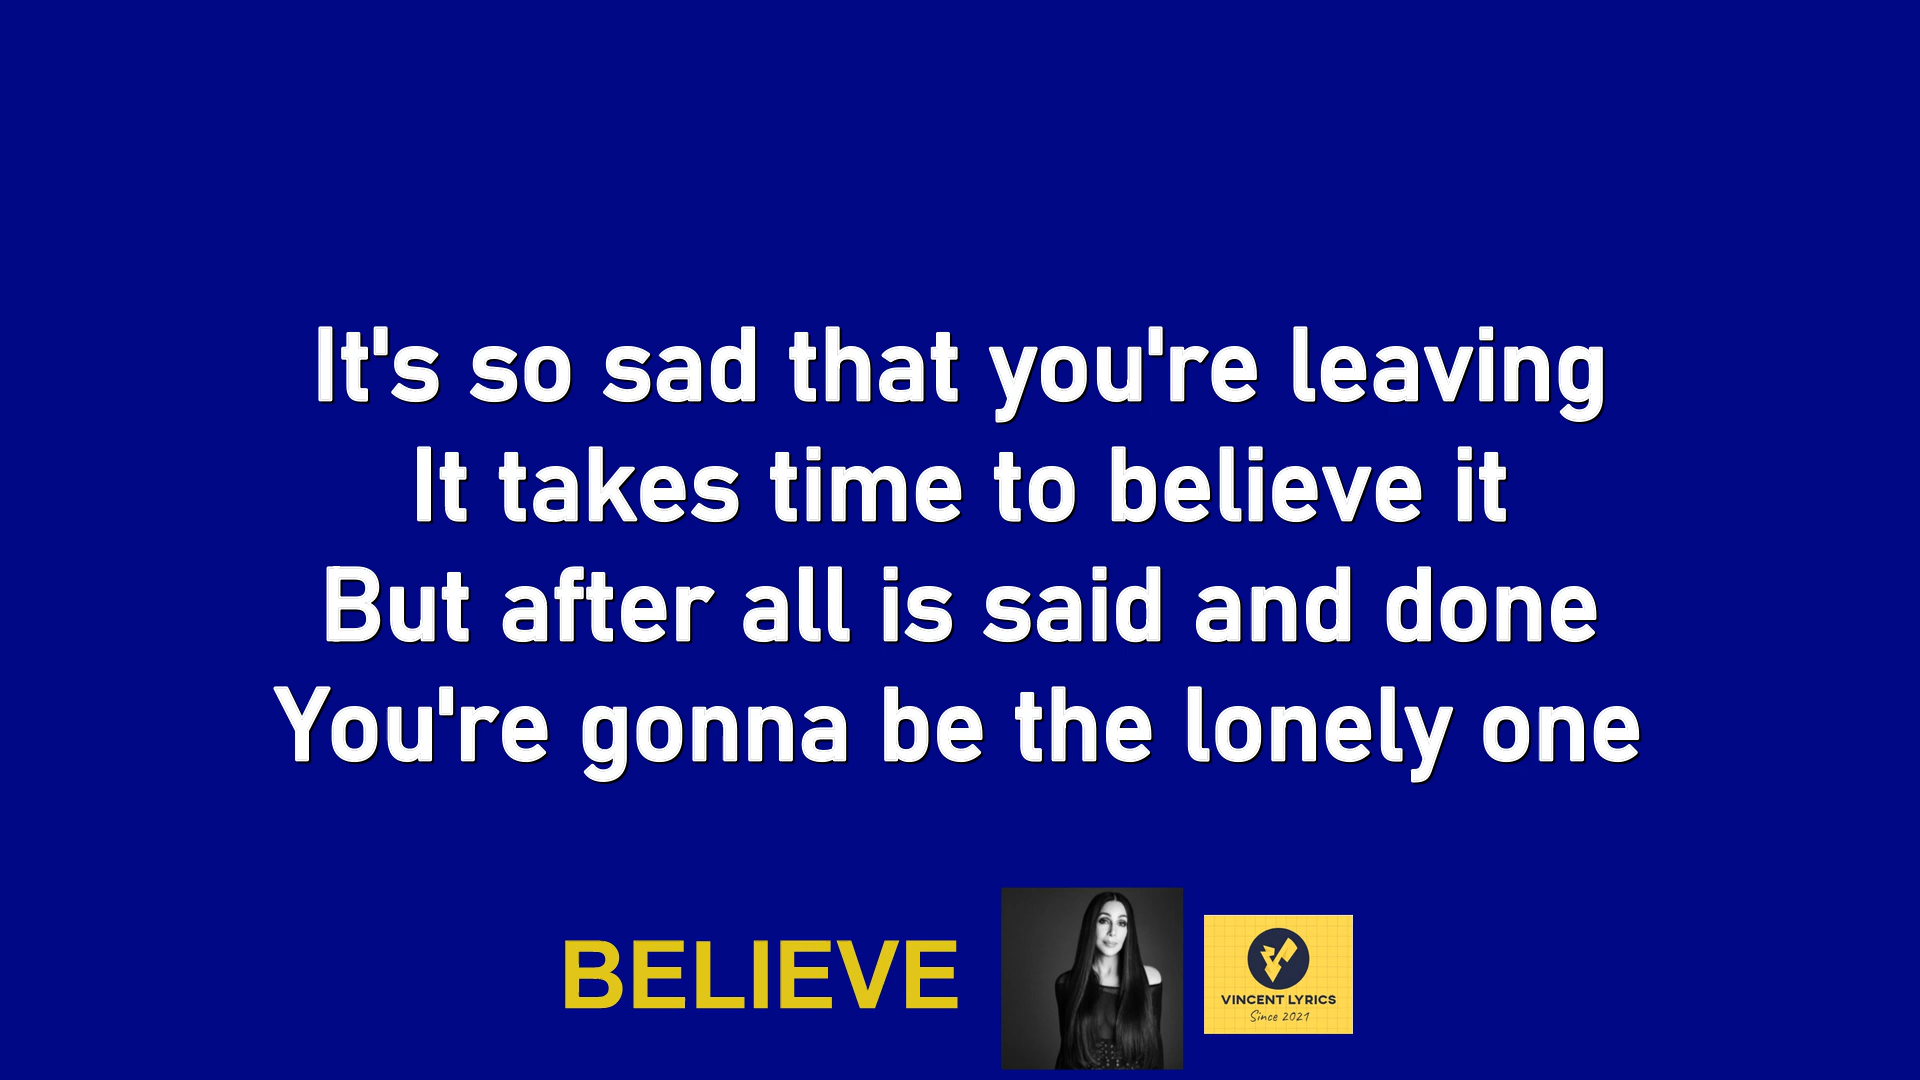 It's so sad that you're leaving
It takes time to believe it
But after all is said and done
You're gonna be the lonely one
BELIEVE
VINCENT LYRICS
Since 2021